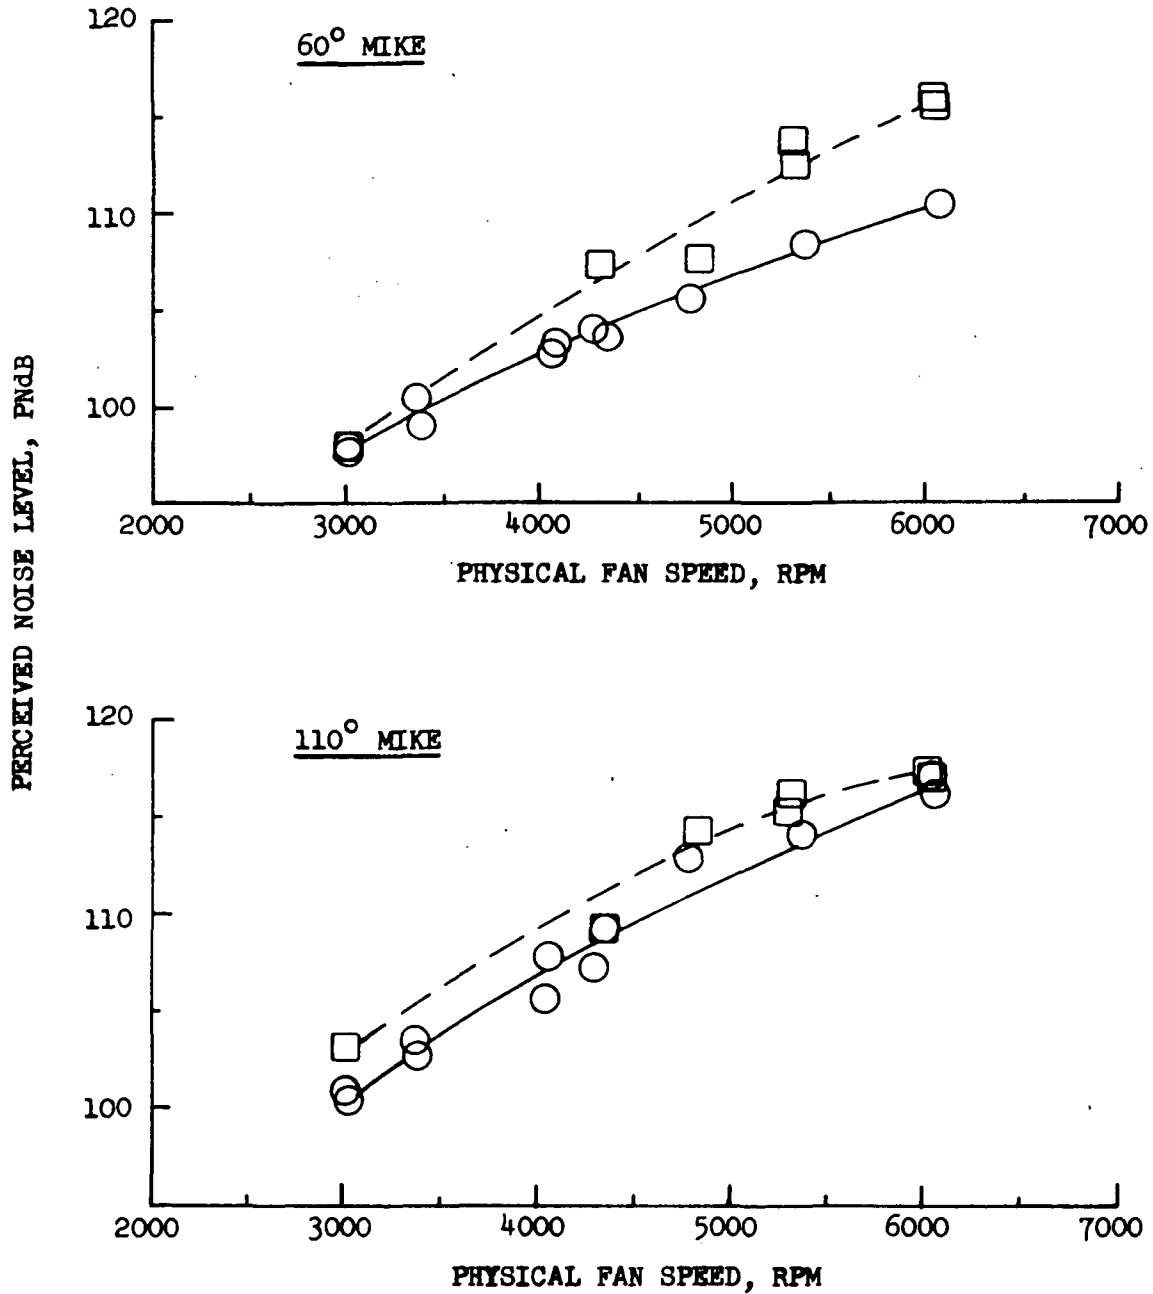 PERCEIVED NOISE LEVEL, PNdB
60° MIKE
120
110
100
2000 3000 4000 5000 6000 7000
PHYSICAL FAN SPEED, RPM
110° MIKE
120
110
100
2000 3000 4000 5000 6000 7000
PHYSICAL FAN SPEED, RPM